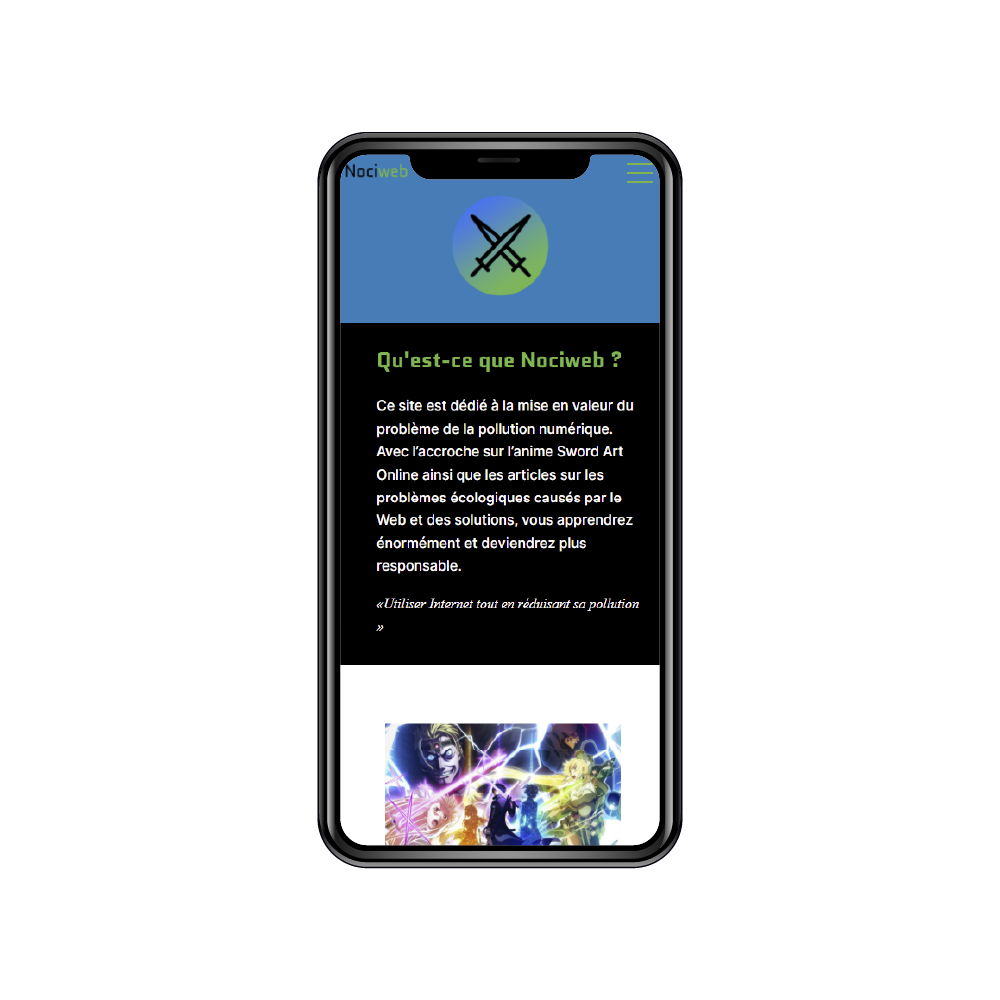 Nociweb
Qu'est-ce que Nociweb ?
Ce site est dédié à la mise en valeur du
problème de la pollution numérique.
Avec l’accroche sur l’anime Sword Art
Online ainsi que les articles sur les
problèmes écologiques causés par le
Web et des solutions, vous apprendrez
énormément et deviendrez plus
responsable.
«Utiliser Internet tout en réduisant sa pollution
»